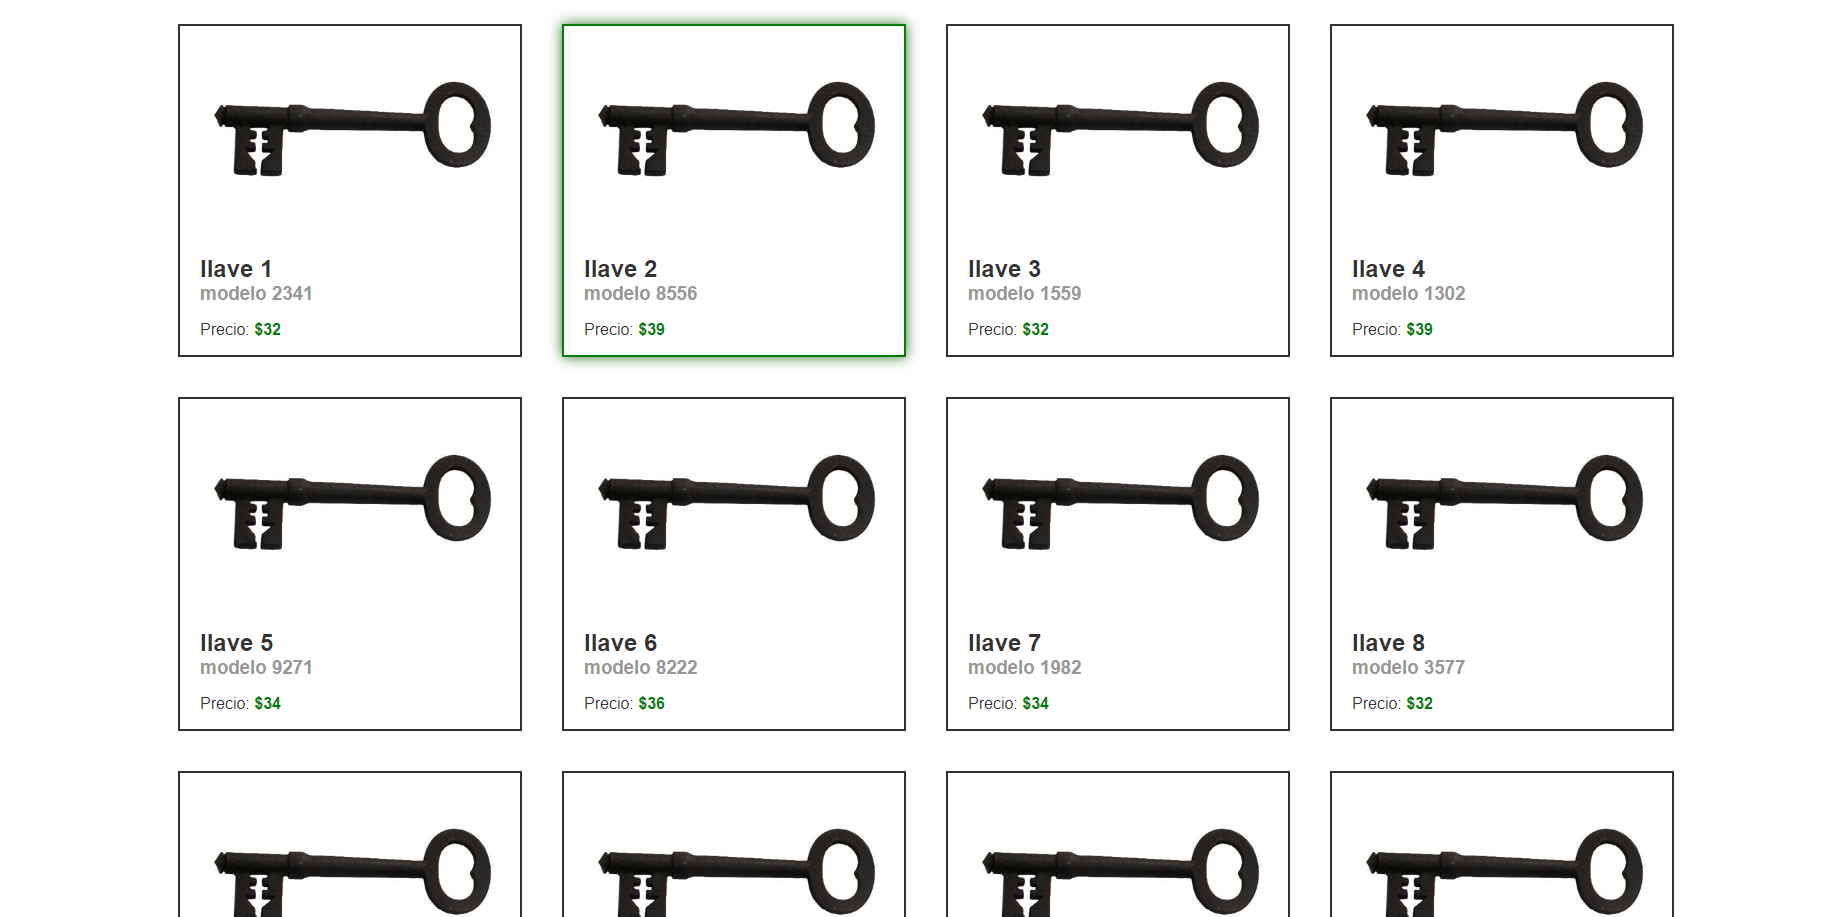 llave 1
modelo 2341
Precio: $32
llave 2
modelo 8556
Precio: $39
llave 3
modelo 1559
Precio: $32
llave 4
modelo 1302
Precio: $39
llave 5
modelo 9271
Precio: $34
llave 6
modelo 8222
Precio: $36
llave 7
modelo 1982
Precio: $34
llave 8
modelo 3577
Precio: $32